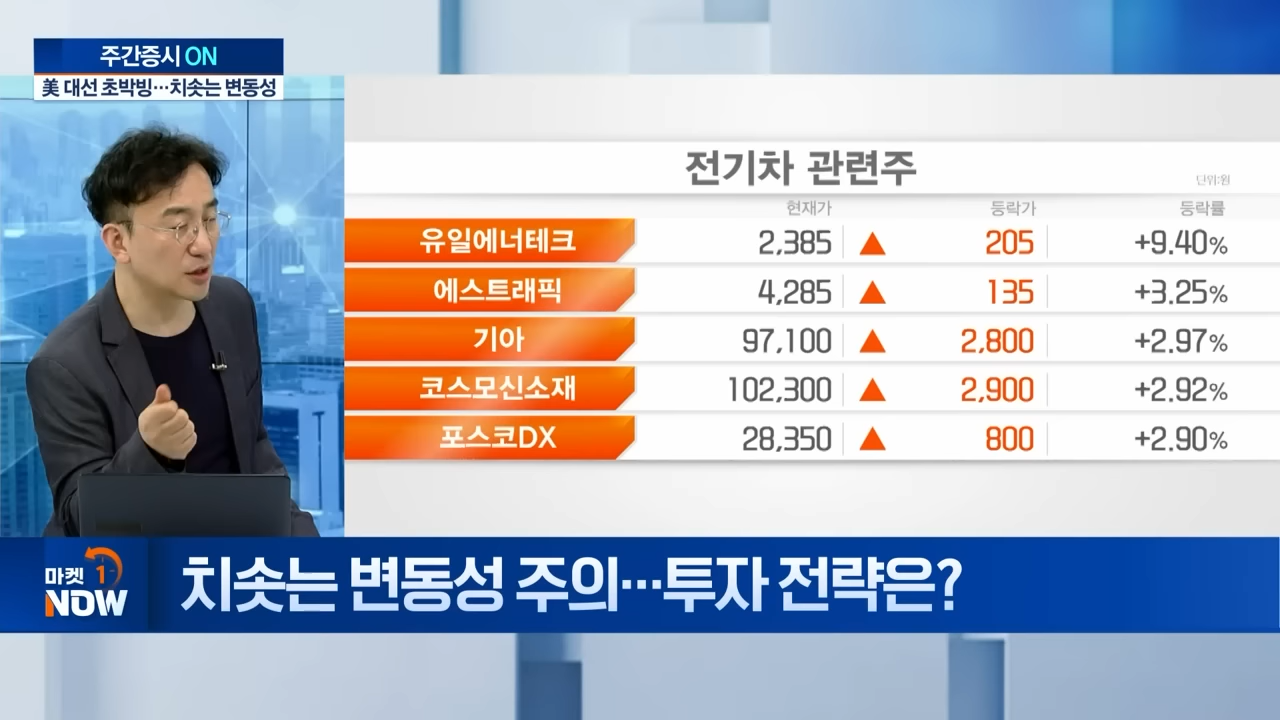 주간증시 ON
美 대선 초박빙…치솟는 변동성
전기차 관련주
단위:원
현재가 등락가 등락률
유일에너테크 2,385 ▲ 205 +9.40%
에스트래픽 4,285 ▲ 135 +3.25%
기아 97,100 ▲ 2,800 +2.97%
코스모신소재 102,300 ▲ 2,900 +2.92%
포스코DX 28,350 ▲ 800 +2.90%
마켓 1
NOW
치솟는 변동성 주의…투자 전략은?